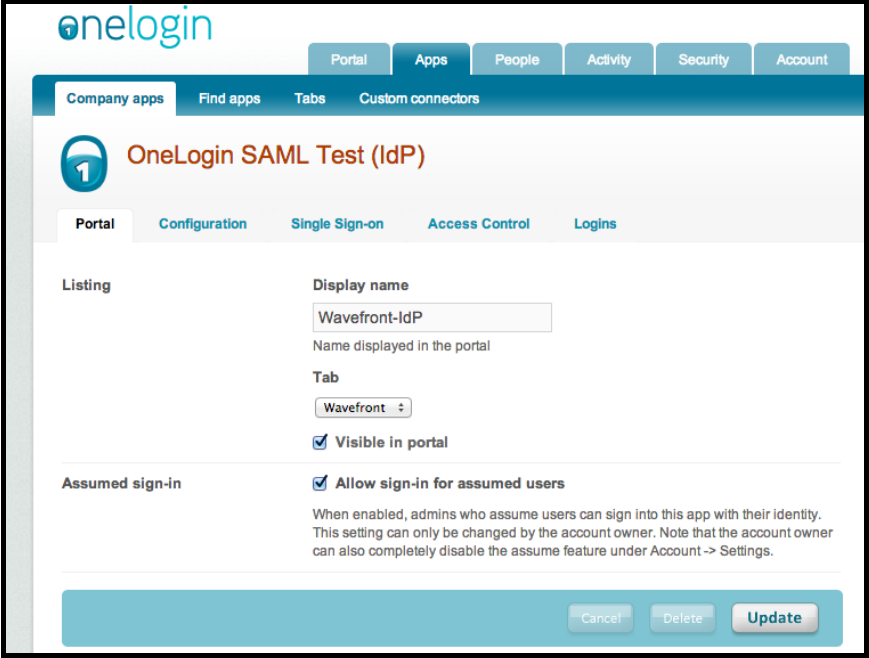 onelogin
Portal Apps People Activity Security Account
Company apps Find apps Tabs Custom connectors
1 OneLogin SAML Test (IdP)
Portal Configuration Single Sign-on Access Control Logins
Listing Display name
Wavefront-IdP
Name displayed in the portal
Tab
Wavefront
Visible in portal
Assumed sign-in Allow sign-in for assumed users
When enabled, admins who assume users can sign into this app with their identity.
This setting can only be changed by the account owner. Note that the account owner
can also completely disable the assume feature under Account -> Settings.
Cancel Delete Update